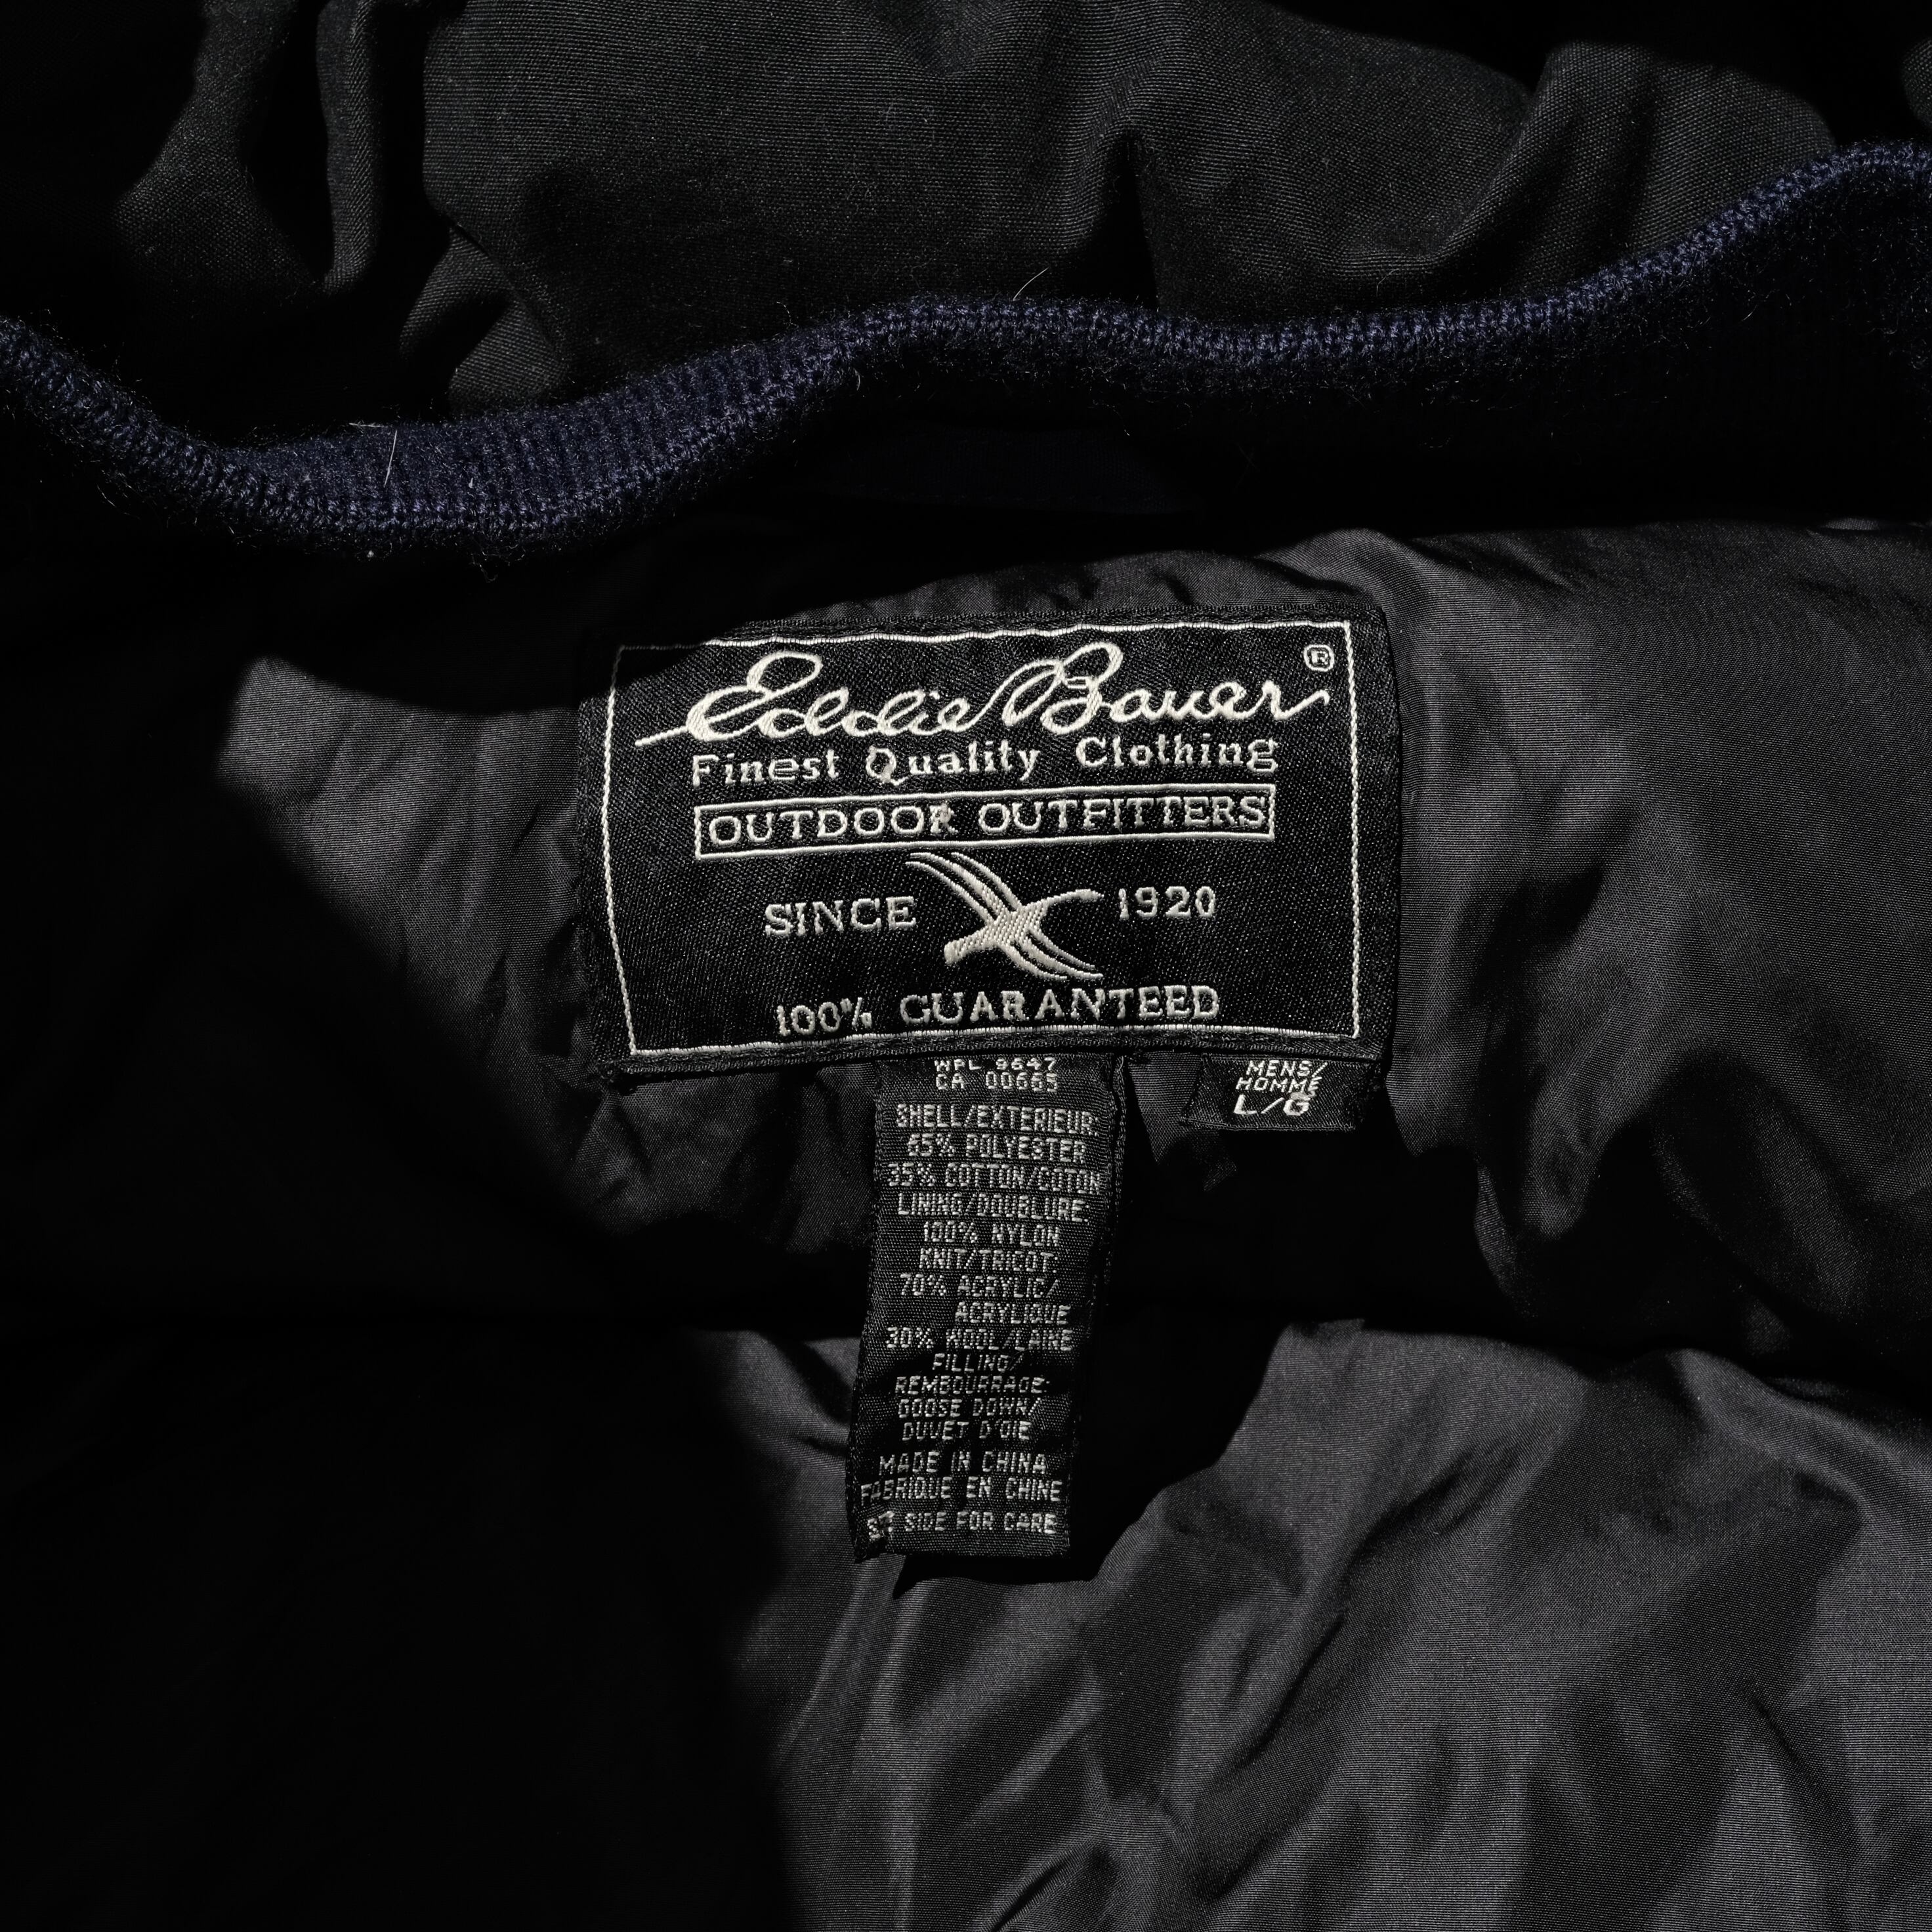 Eddie Bauer®
Finest Quality Clothing
OUTDOOR OUTFITTERS
SINCE 1920
100% GUARANTEED
WPL 9647
CA 00665
MENS/
HOMME
L/G
SHELL/EXTERIEUR:
65% POLYESTER
35% COTTON/COTON
LINING/DOUBLURE:
100% NYLON
KNIT/TRICOT:
70% ACRYLIC/
ACRYLIQUE
30% WOOL/LAINE
FILLING/
REMBOURRAGE:
GOOSE DOWN/
DUVET D'OIE
MADE IN CHINA
FABRIQUE EN CHINE
SIDE FOR CARE